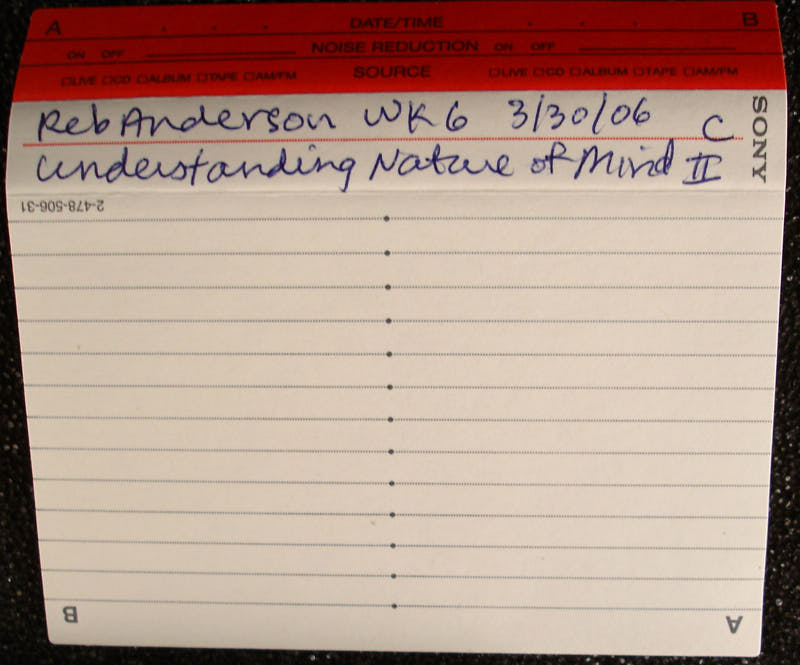 A DATE/TIME B
ON OFF NOISE REDUCTION ON OFF
□LIVE □CD □ALBUM □TAPE □AM/FM SOURCE □LIVE □CD □ALBUM □TAPE □AM/FM
Reb Anderson WK6 3/30/06 C
Understanding Nature of Mind II
SONY
2-478-506-31
B A